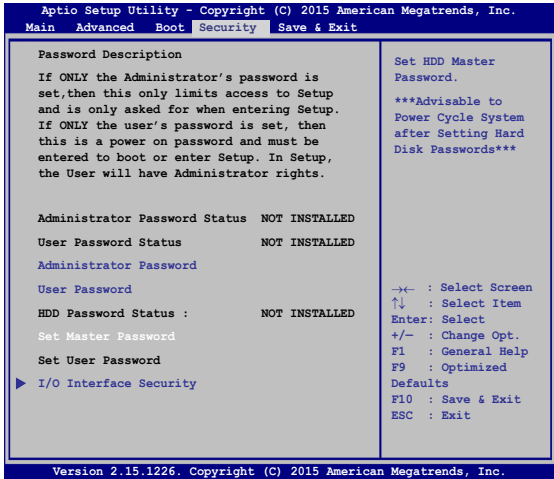 Aptio Setup Utility - Copyright (C) 2015 American Megatrends, Inc.
Main Advanced Boot Security Save & Exit
Password Description
If ONLY the Administrator's password is
set,then this only limits access to Setup
and is only asked for when entering Setup.
If ONLY the user's password is set, then
this is a power on password and must be
entered to boot or enter Setup. In Setup,
the User will have Administrator rights.
Administrator Password Status NOT INSTALLED
User Password Status NOT INSTALLED
Administrator Password
User Password
HDD Password Status : NOT INSTALLED
Set Master Password
Set User Password
I/O Interface Security
Set HDD Master
Password.
***Advisable to
Power Cycle System
after Setting Hard
Disk Passwords***
→← : Select Screen
↑↓ : Select Item
Enter: Select
+/— : Change Opt.
F1 : General Help
F9 : Optimized
Defaults
F10 : Save & Exit
ESC : Exit
Version 2.15.1226. Copyright (C) 2015 American Megatrends, Inc.